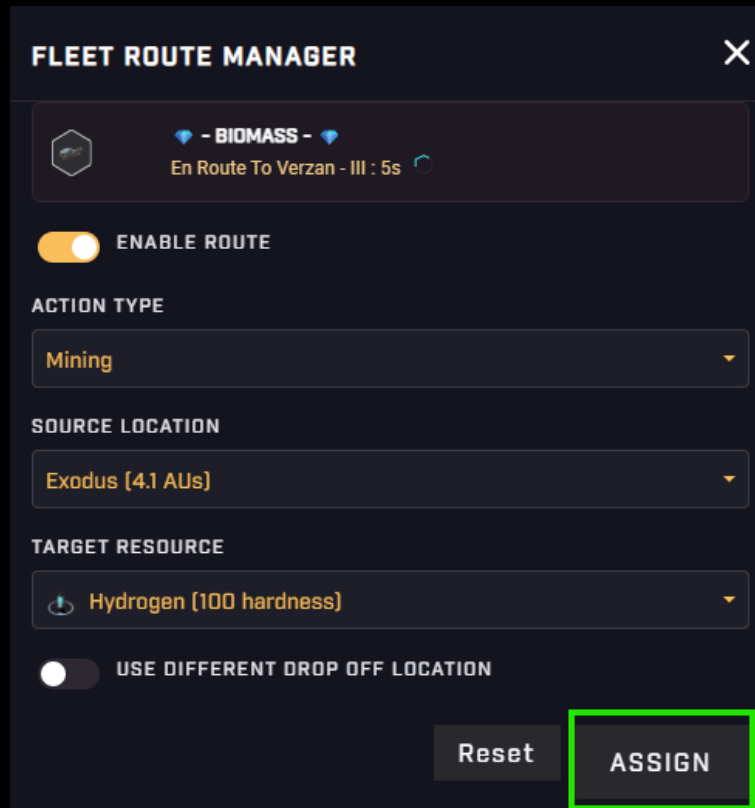 FLEET ROUTE MANAGER
💎 - BIOMASS - 💎
En Route To Verzan - III : 5s
ENABLE ROUTE
ACTION TYPE
Mining
SOURCE LOCATION
Exodus (4.1 AUs)
TARGET RESOURCE
Hydrogen (100 hardness)
USE DIFFERENT DROP OFF LOCATION
Reset
ASSIGN